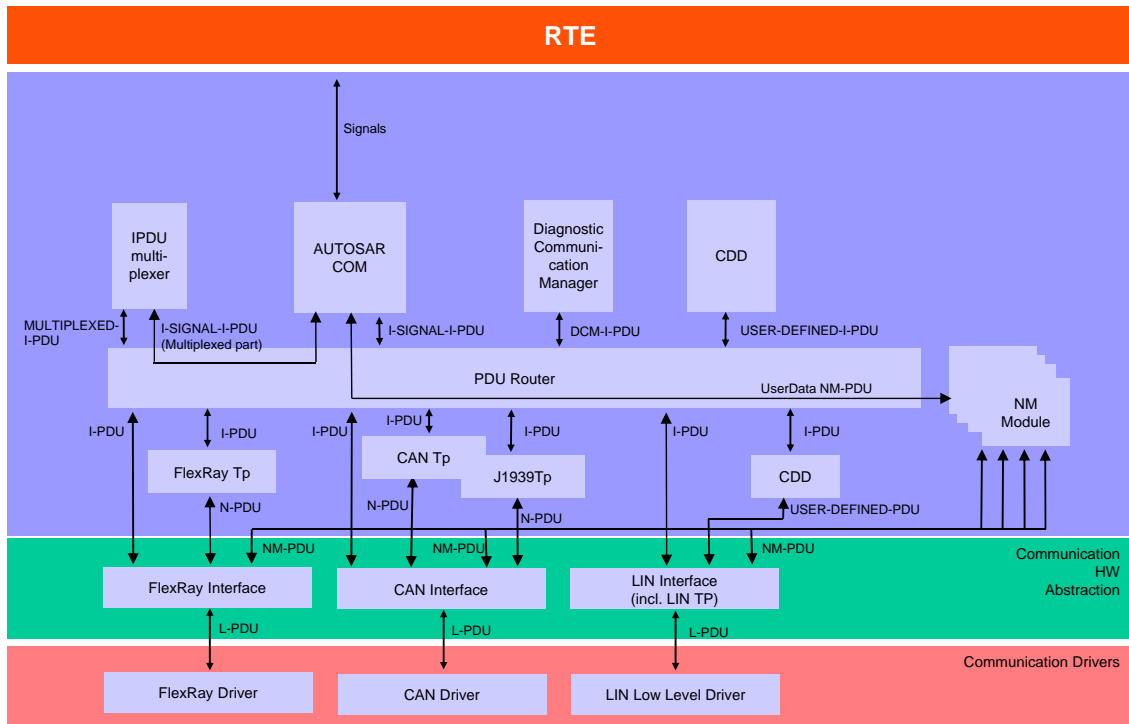 RTE
Signals
IPDU
multi-
plexer
AUTOSAR
COM
Diagnostic
Communi-
cation
Manager
CDD
MULTIPLEXED-
I-PDU
I-SIGNAL-I-PDU
(Multiplexed part)
I-SIGNAL-I-PDU
DCM-I-PDU
USER-DEFINED-I-PDU
PDU Router
UserData NM-PDU
NM
Module
I-PDU
I-PDU
I-PDU
I-PDU
I-PDU
I-PDU
I-PDU
FlexRay Tp
CAN Tp
J1939Tp
CDD
N-PDU
N-PDU
N-PDU
USER-DEFINED-PDU
NM-PDU
NM-PDU
NM-PDU
Communication
HW
Abstraction
FlexRay Interface
CAN Interface
LIN Interface
(incl. LIN TP)
L-PDU
L-PDU
L-PDU
Communication Drivers
FlexRay Driver
CAN Driver
LIN Low Level Driver